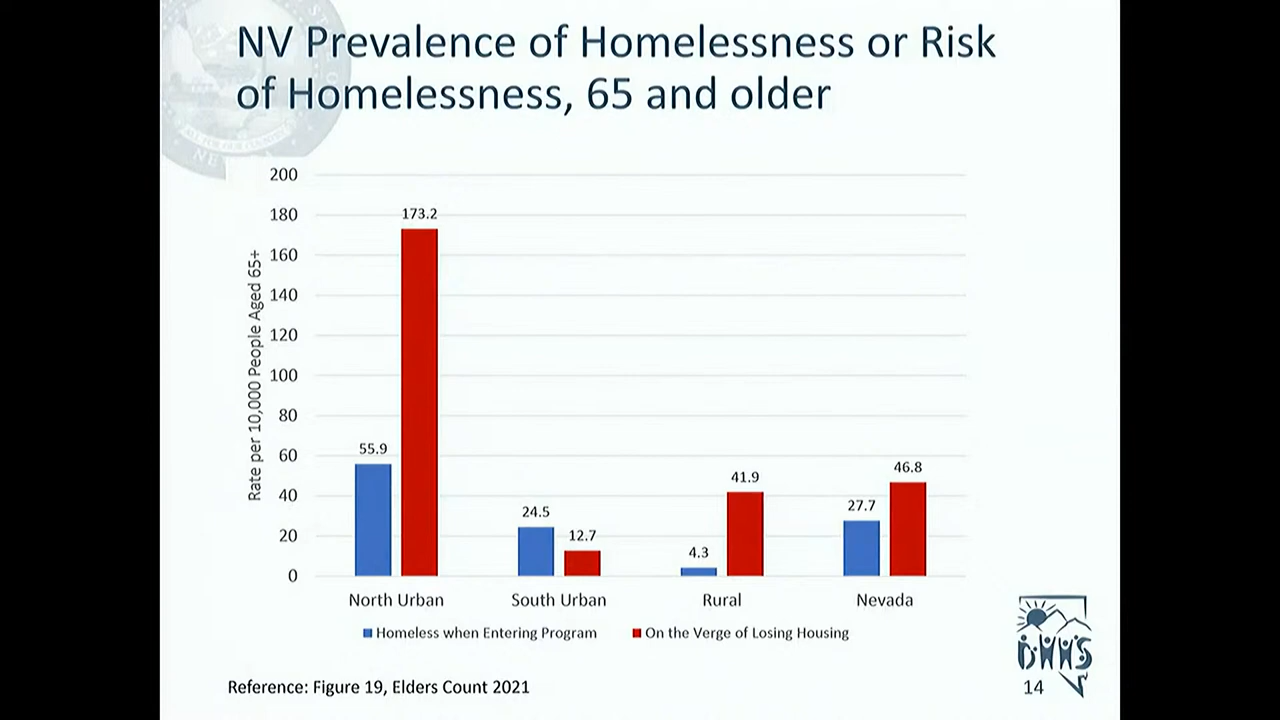 NV Prevalence of Homelessness or Risk
of Homelessness, 65 and older
Rate per 10,000 People Aged 65+
200
180
160
140
120
100
80
60
40
20
0
55.9
173.2
24.5
12.7
4.3
41.9
27.7
46.8
North Urban
South Urban
Rural
Nevada
Homeless when Entering Program
On the Verge of Losing Housing
Reference: Figure 19, Elders Count 2021
DHHS
14